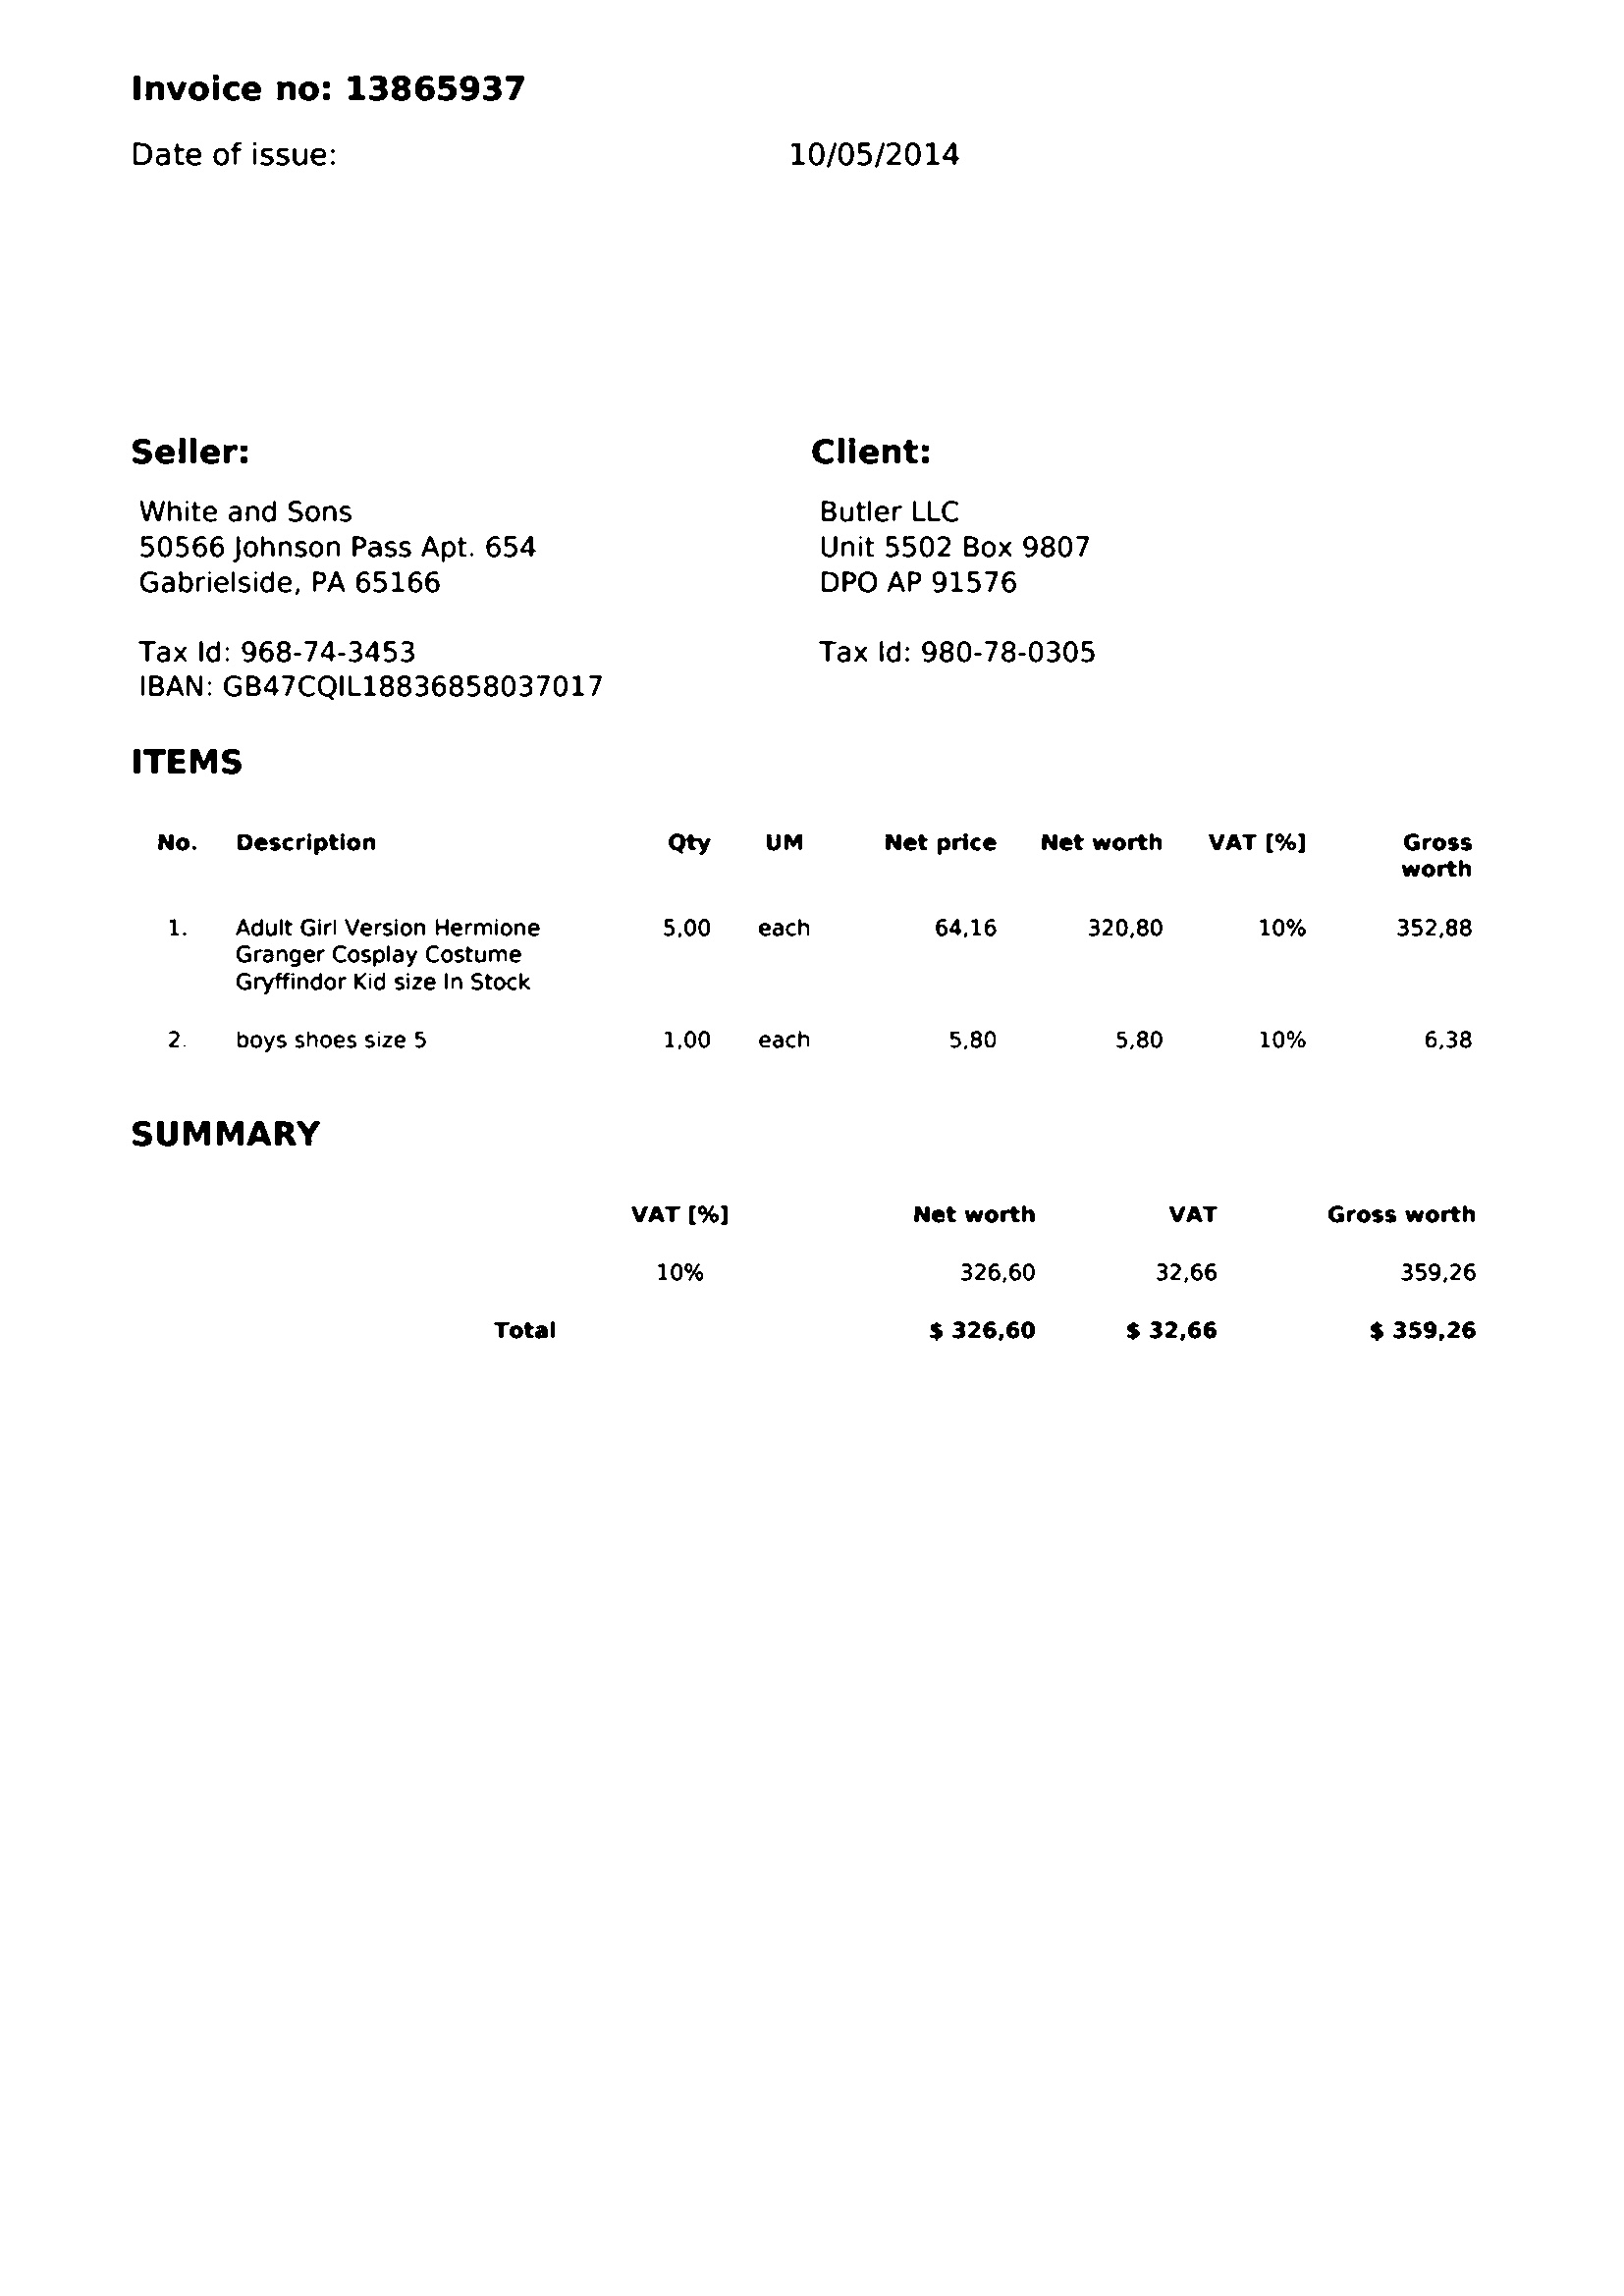 Invoice no: 13865937
Date of issue: 10/05/2014
Seller:
White and Sons
50566 Johnson Pass Apt. 654
Gabrielside, PA 65166
Tax Id: 968-74-3453
IBAN: GB47CQIL18836858037017
Client:
Butler LLC
Unit 5502 Box 9807
DPO AP 91576
Tax Id: 980-78-0305
ITEMS
No. Description Qty UM Net price Net worth VAT [%] Gross
worth
1. Adult Girl Version Hermione 5,00 each 64,16 320,80 10% 352,88
Granger Cosplay Costume
Gryffindor Kid size In Stock
2. boys shoes size 5 1,00 each 5,80 5,80 10% 6,38
SUMMARY
VAT [%] Net worth VAT Gross worth
10% 326,60 32,66 359,26
Total $ 326,60 $ 32,66 $ 359,26